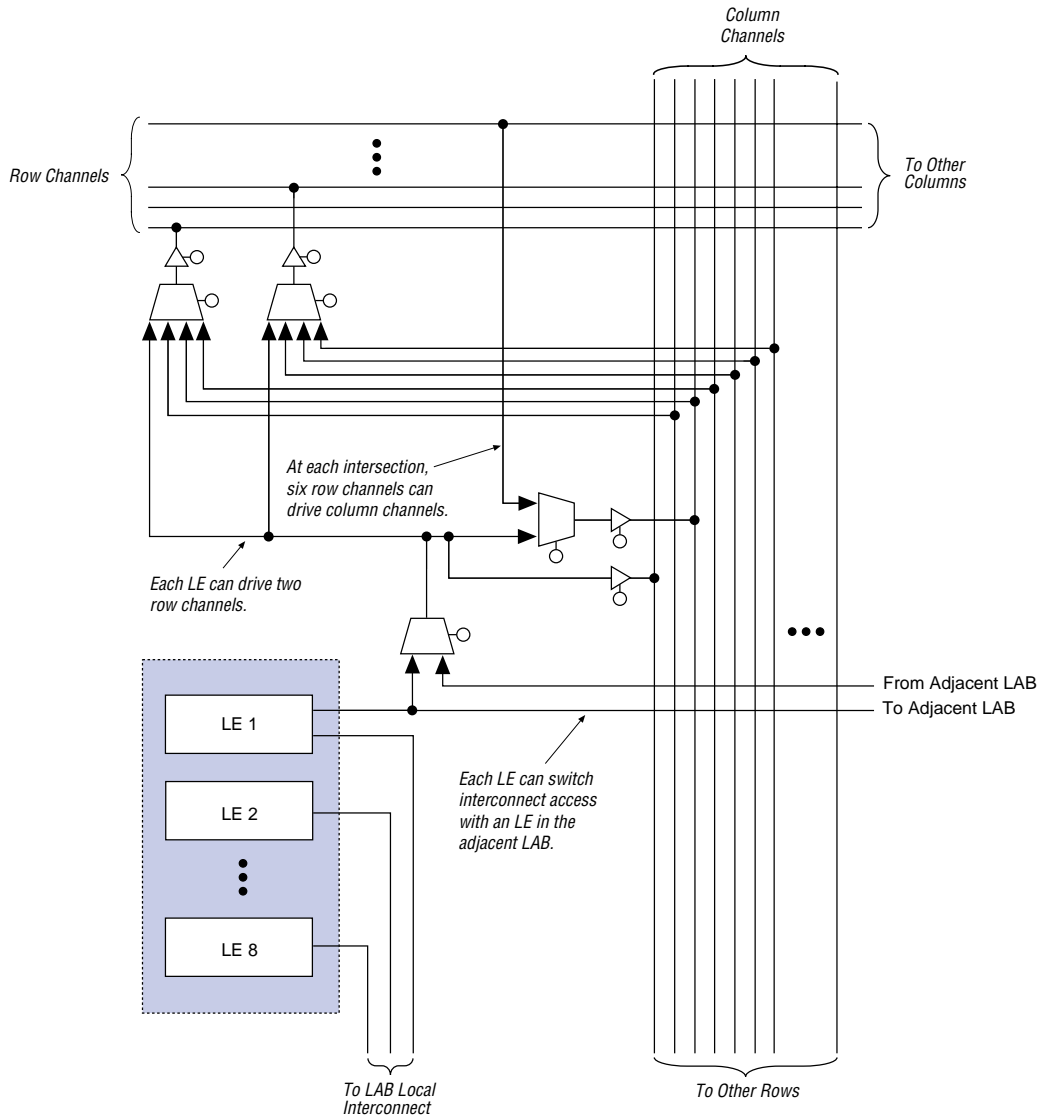 Column
Channels
Row Channels
To Other
Columns
At each intersection,
six row channels can
drive column channels.
Each LE can drive two
row channels.
From Adjacent LAB
To Adjacent LAB
LE 1
Each LE can switch
interconnect access
with an LE in the
adjacent LAB.
LE 2
LE 8
To LAB Local
Interconnect
To Other Rows